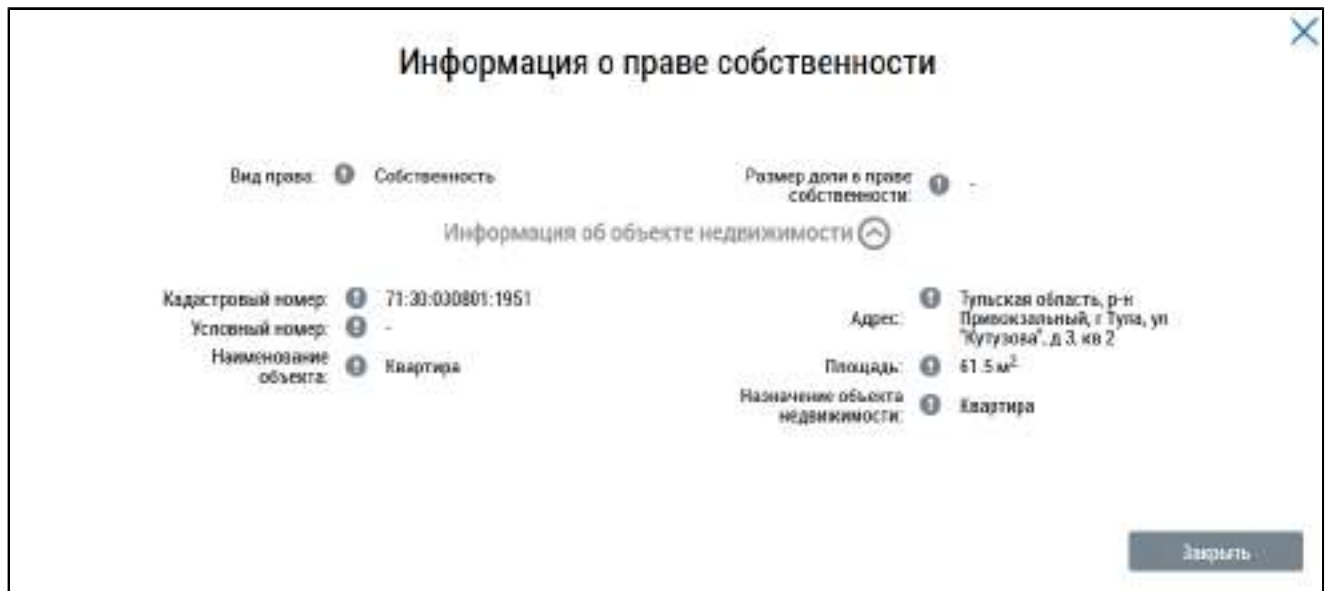 Информация о праве собственности
Вид права: Собственность
Размер доли в праве
собственности: -
Информация об объекте недвижимости
Кадастровый номер: 71:30:030801:1951
Условный номер: -
Наименование
объекта: Квартира
Адрес: Тульская область, р-н
Привокзальный, г Тула, ул
"Кутузова", д 3, кв 2
Площадь: 61.5 м²
Назначение объекта
недвижимости: Квартира
Закрыть